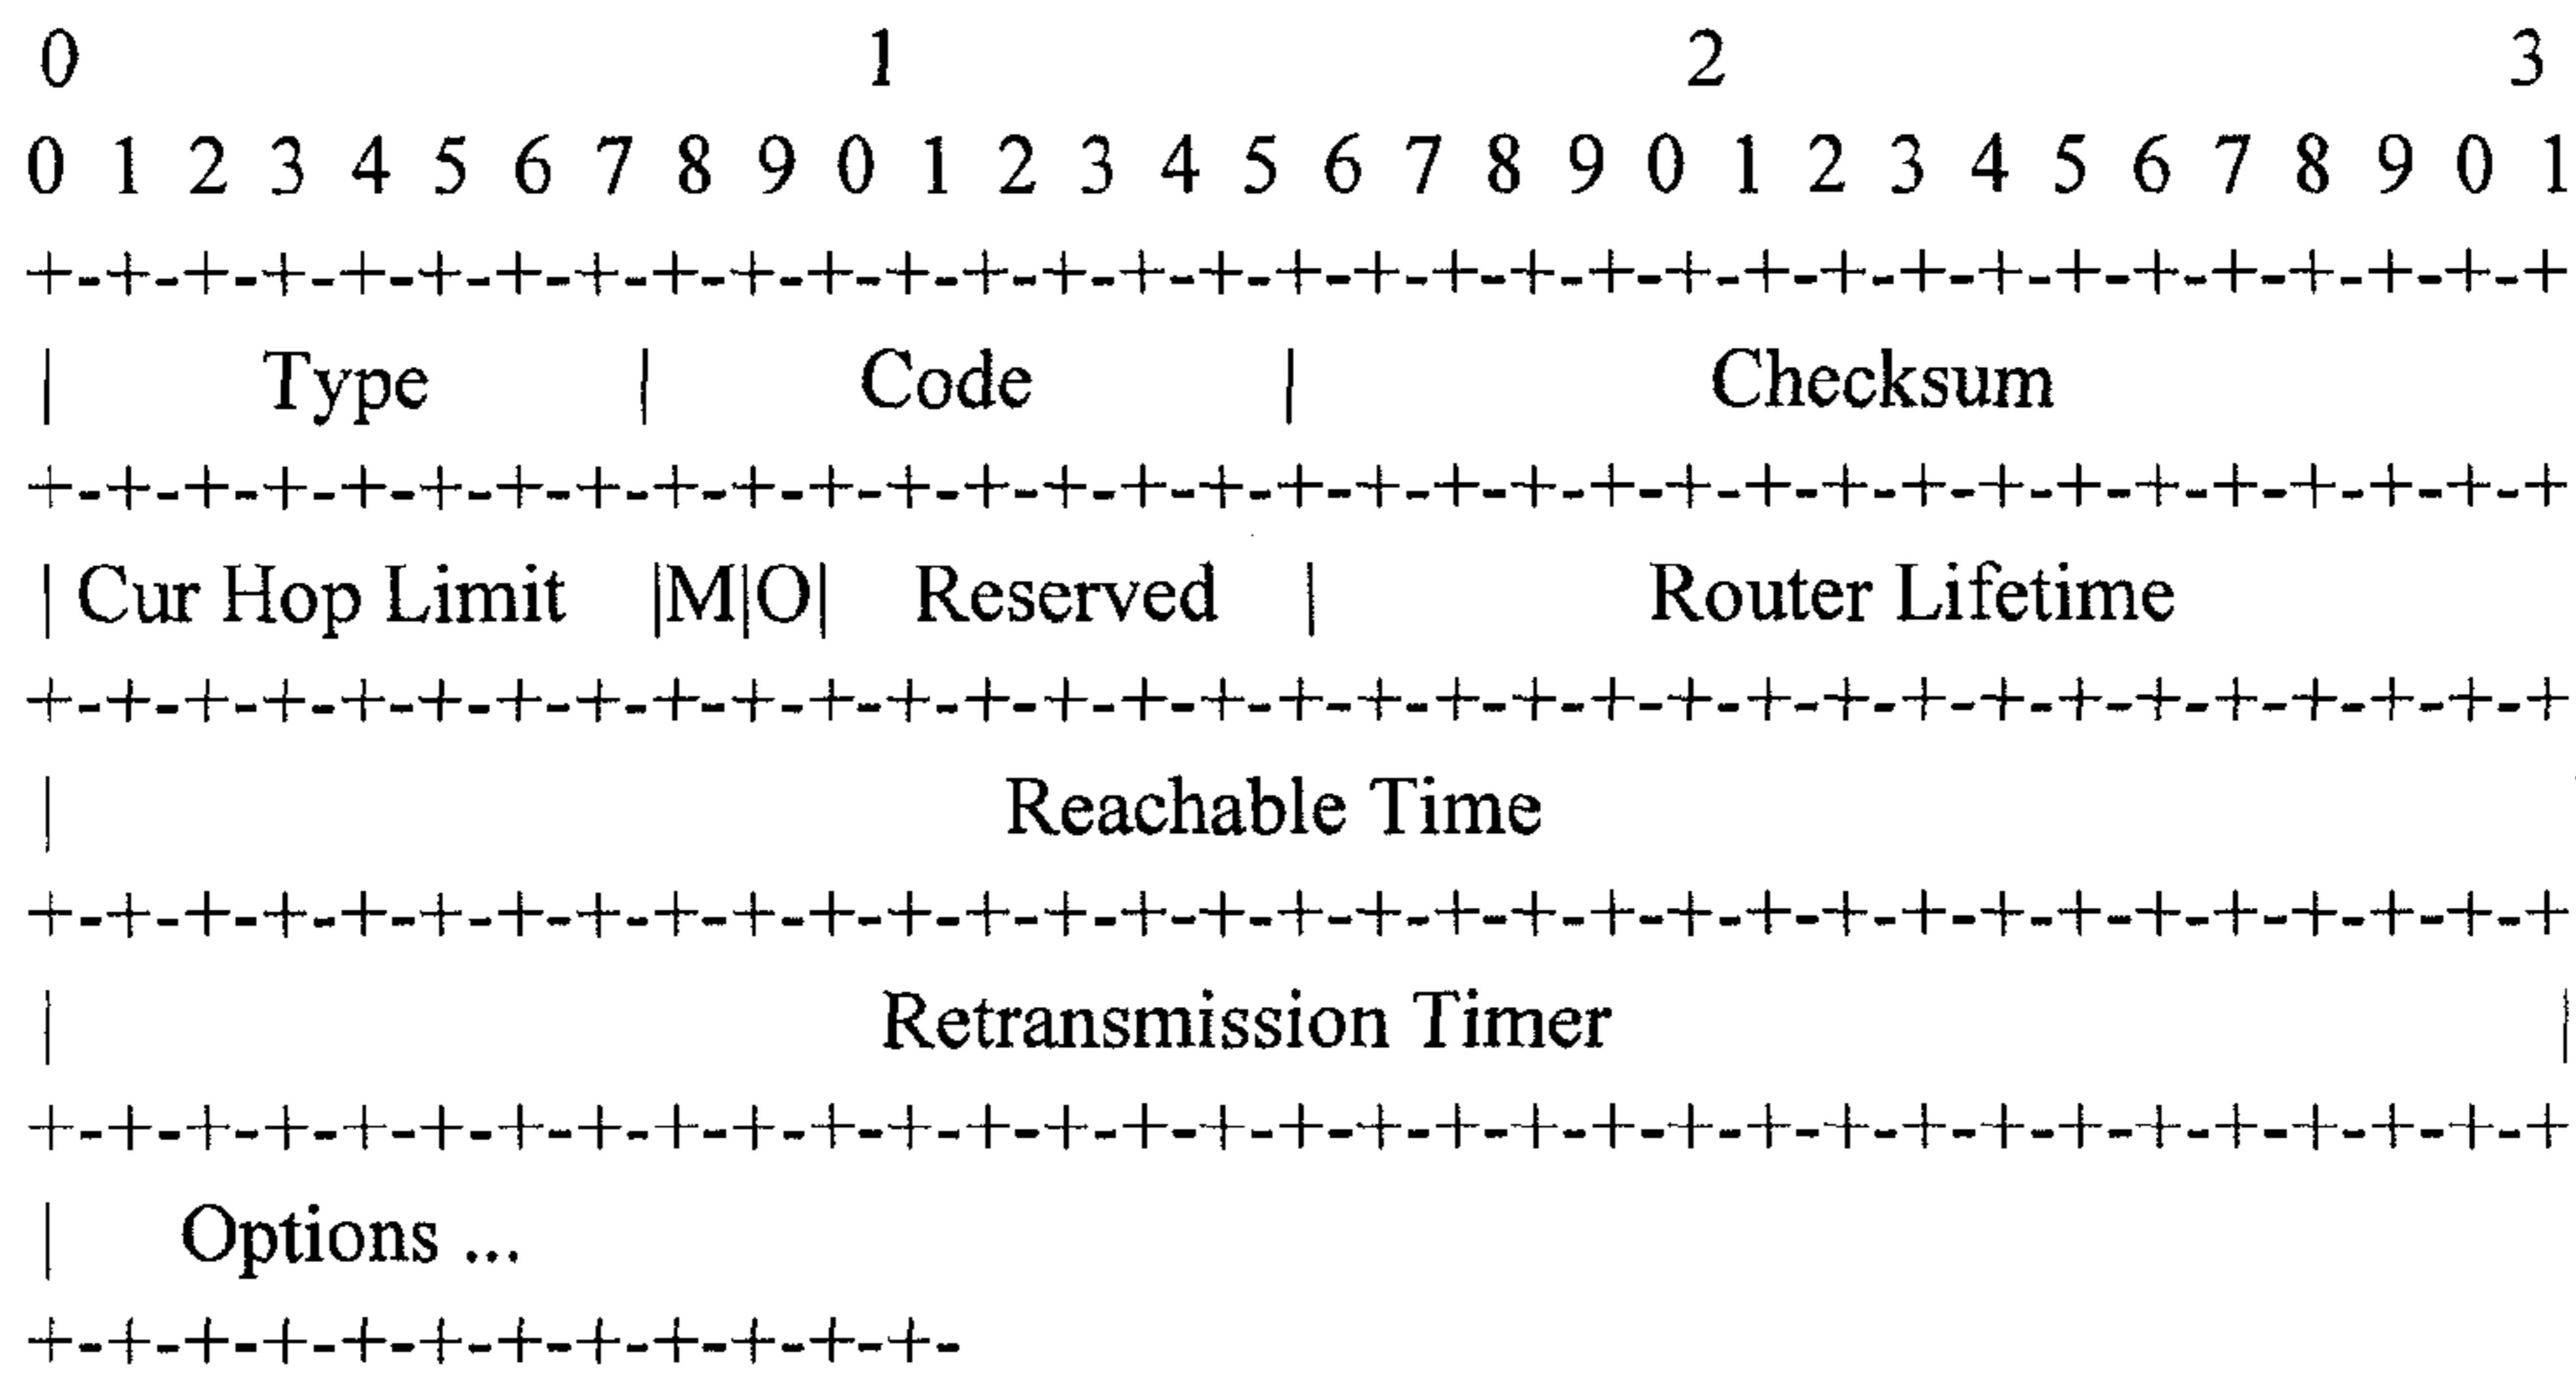 0 1 2 3
0 1 2 3 4 5 6 7 8 9 0 1 2 3 4 5 6 7 8 9 0 1 2 3 4 5 6 7 8 9 0 1
+-+-+-+-+-+-+-+-+-+-+-+-+-+-+-+-+-+-+-+-+-+-+-+-+-+-+-+-+-+-+-+-+
| Type | Code | Checksum
+-+-+-+-+-+-+-+-+-+-+-+-+-+-+-+-+-+-+-+-+-+-+-+-+-+-+-+-+-+-+-+-+
| Cur Hop Limit |M|O| Reserved | Router Lifetime
+-+-+-+-+-+-+-+-+-+-+-+-+-+-+-+-+-+-+-+-+-+-+-+-+-+-+-+-+-+-+-+-+
| Reachable Time
+-+-+-+-+-+-+-+-+-+-+-+-+-+-+-+-+-+-+-+-+-+-+-+-+-+-+-+-+-+-+-+-+
| Retransmission Timer |
+-+-+-+-+-+-+-+-+-+-+-+-+-+-+-+-+-+-+-+-+-+-+-+-+-+-+-+-+-+-+-+-+
| Options ...
+-+-+-+-+-+-+-+-+-+-+-+-